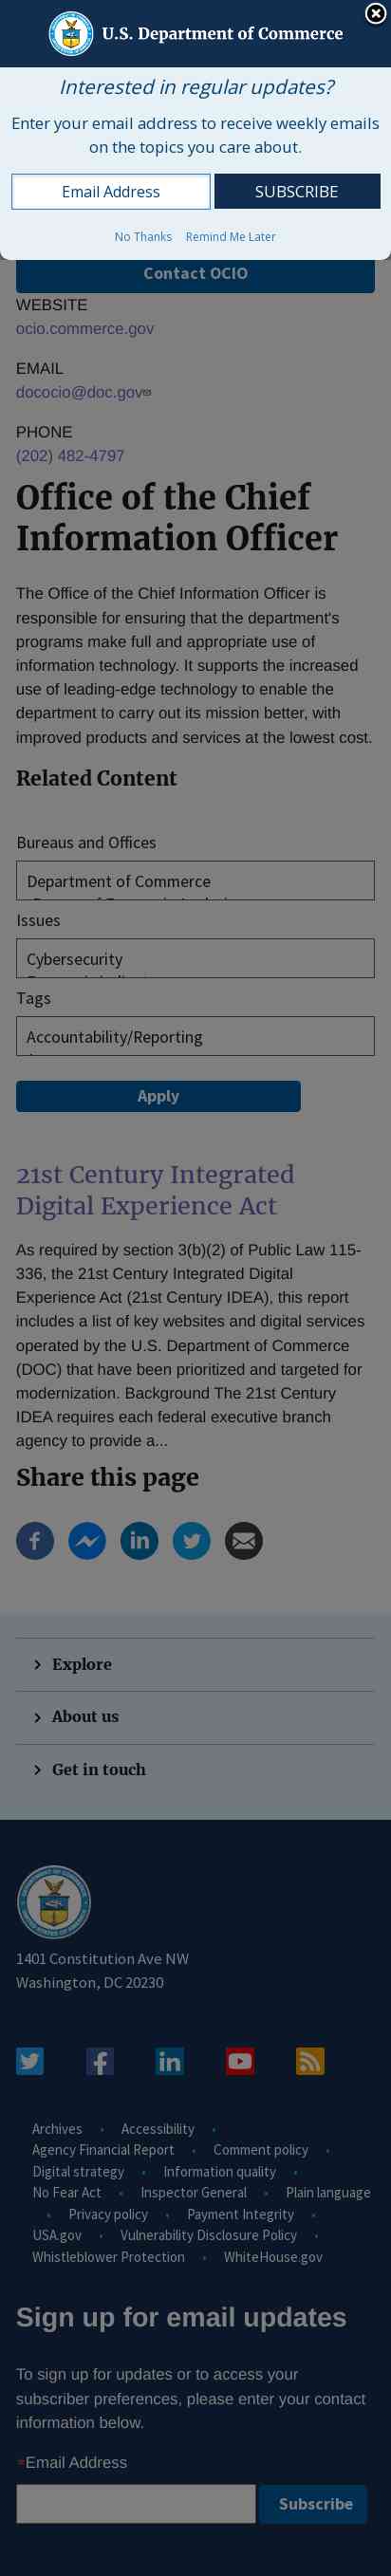 U.S. Department of Commerce
Interested in regular updates?
Enter your email address to receive weekly emails
on the topics you care about.
Email Address
SUBSCRIBE
No Thanks
Remind Me Later
Contact OCIO
WEBSITE
ocio.commerce.gov
EMAIL
dococio@doc.gov
PHONE
(202) 482-4797
Office of the Chief
Information Officer
The Office of the Chief Information Officer is
responsible for ensuring that the department's
programs make full and appropriate use of
information technology. It supports the increased
use of leading-edge technology to enable the
department to carry out its mission better, with
improved products and services at the lowest cost.
Related Content
Bureaus and Offices
Department of Commerce
Issues
Cybersecurity
Tags
Accountability/Reporting
Apply
21st Century Integrated
Digital Experience Act
As required by section 3(b)(2) of Public Law 115-
336, the 21st Century Integrated Digital
Experience Act (21st Century IDEA), this report
includes a list of key websites and digital services
operated by the U.S. Department of Commerce
(DOC) that have been prioritized and targeted for
modernization. Background The 21st Century
IDEA requires each federal executive branch
agency to provide a...
Share this page
Explore
About us
Get in touch
1401 Constitution Ave NW
Washington, DC 20230
Archives • Accessibility •
Agency Financial Report • Comment policy •
Digital strategy • Information quality •
No Fear Act • Inspector General • Plain language
• Privacy policy • Payment Integrity •
USA.gov • Vulnerability Disclosure Policy •
Whistleblower Protection • WhiteHouse.gov
Sign up for email updates
To sign up for updates or to access your
subscriber preferences, please enter your contact
information below.
*Email Address
Subscribe